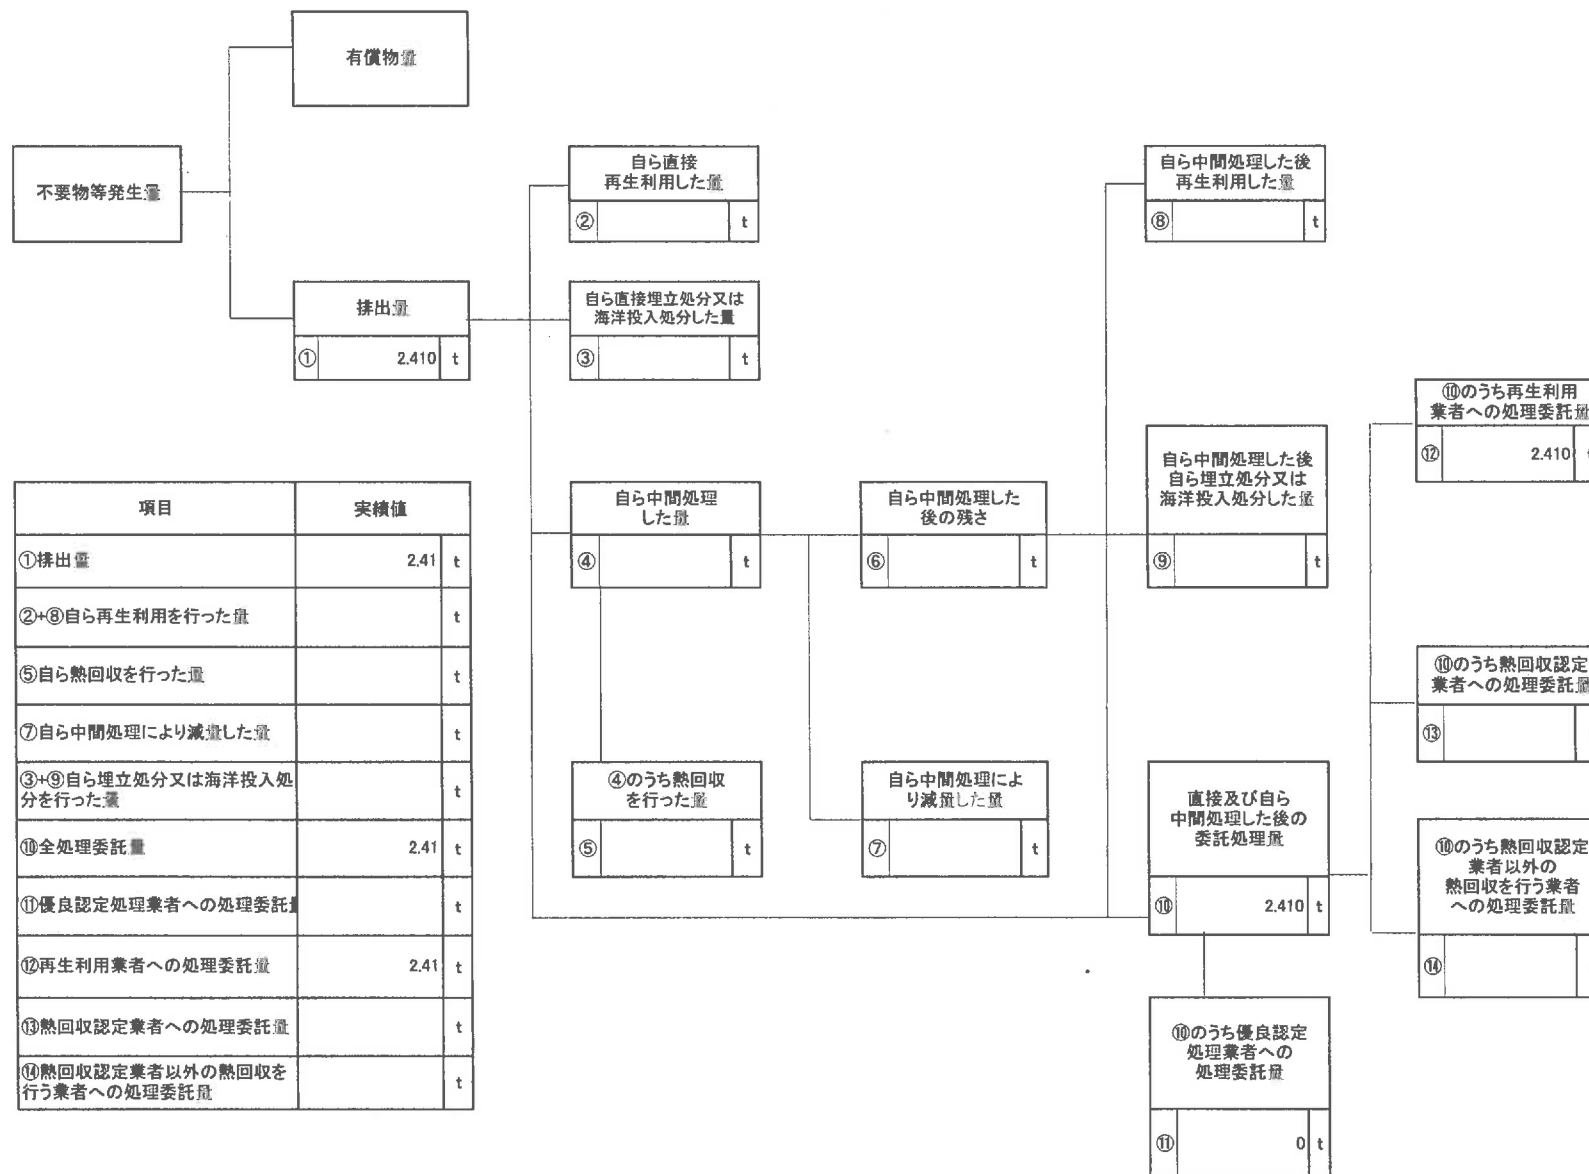 有償物量
不要物等発生量
排出量
① 2.410 t
自ら直接
再生利用した量
② t
自ら直接埋立処分又は
海洋投入処分した量
③ t
自ら中間処理した後
再生利用した量
⑧ t
自ら中間処理
した量
④ t
自ら中間処理した
後の残さ
⑥ t
自ら中間処理した後
自ら埋立処分又は
海洋投入処分した量
⑨ t
⑩のうち再生利用
業者への処理委託量
⑫ 2.410 t
④のうち熱回収
を行った量
⑤ t
自ら中間処理によ
り減量した量
⑦ t
直接及び自ら
中間処理した後の
委託処理量
⑩ 2.410 t
⑩のうち熱回収認定
業者への処理委託量
⑬
⑩のうち熱回収認定
業者以外の
熱回収を行う業者
への処理委託量
⑭
⑩のうち優良認定
処理業者への
処理委託量
⑪ 0 t
項目 実績値
①排出量 2.41 t
②+⑧自ら再生利用を行った量 t
⑤自ら熱回収を行った量 t
⑦自ら中間処理により減量した量 t
③+⑨自ら埋立処分又は海洋投入処
分を行った量 t
⑩全処理委託量 2.41 t
⑪優良認定処理業者への処理委託量 t
⑫再生利用業者への処理委託量 2.41 t
⑬熱回収認定業者への処理委託量 t
⑭熱回収認定業者以外の熱回収を
行う業者への処理委託量 t